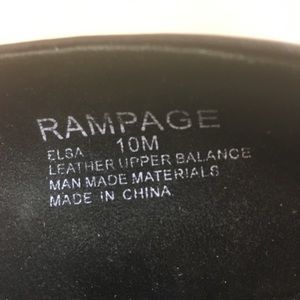 RAMPAGE
ELSA 10M
LEATHER UPPER BALANCE
MAN MADE MATERIALS
MADE IN CHINA